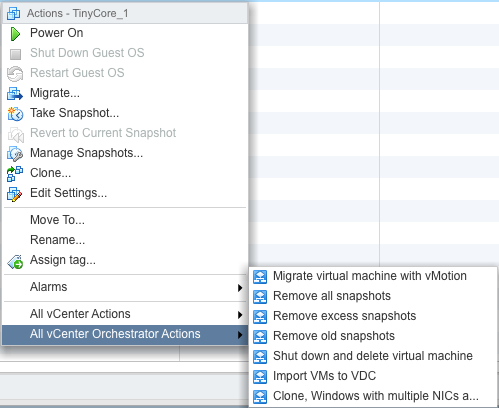 Actions - TinyCore_1
Power On
Shut Down Guest OS
Restart Guest OS
Migrate...
Take Snapshot...
Revert to Current Snapshot
Manage Snapshots...
Clone...
Edit Settings...
Move To...
Rename...
Assign tag...
Alarms
All vCenter Actions
All vCenter Orchestrator Actions
Migrate virtual machine with vMotion
Remove all snapshots
Remove excess snapshots
Remove old snapshots
Shut down and delete virtual machine
Import VMs to VDC
Clone, Windows with multiple NICs a...